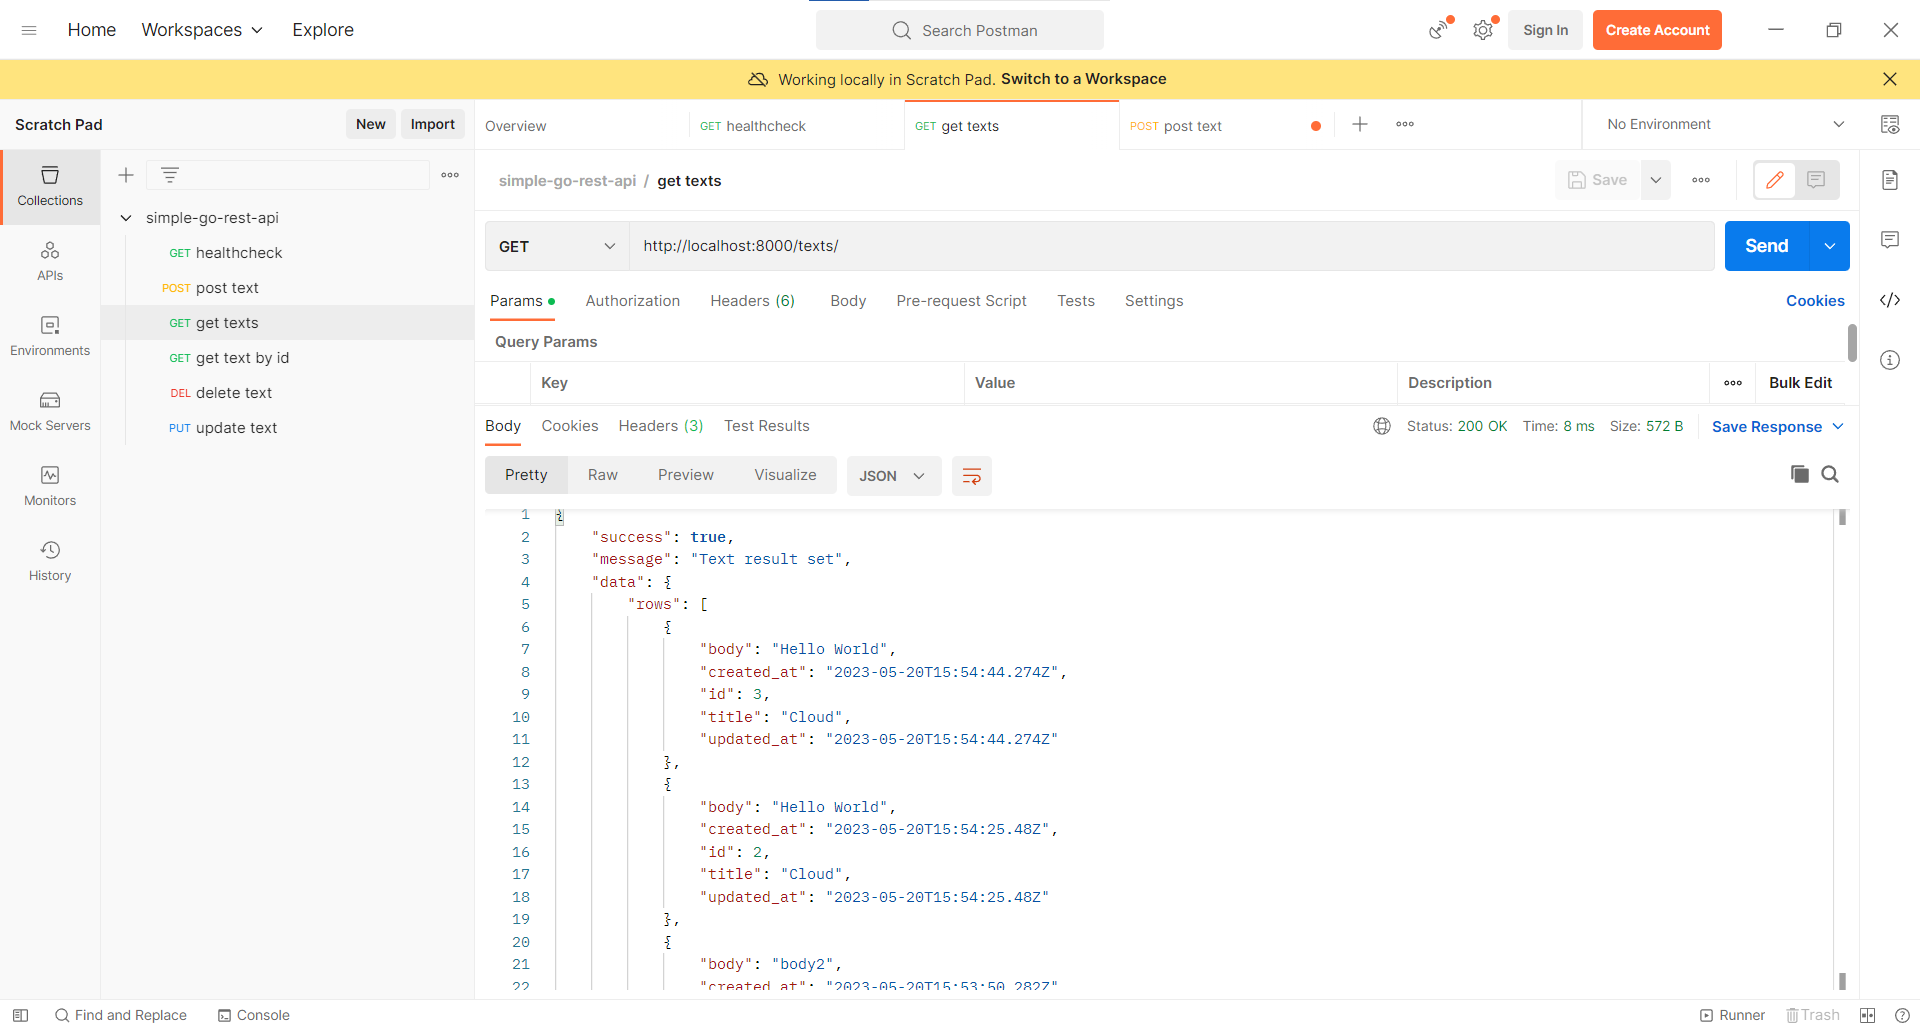 Home Workspaces Explore Search Postman Sign In Create Account
Working locally in Scratch Pad. Switch to a Workspace
Scratch Pad New Import
Overview GET healthcheck GET get texts POST post text No Environment
Collections
APIs
Environments
Mock Servers
Monitors
History
simple-go-rest-api
GET healthcheck
POST post text
GET get texts
GET get text by id
DEL delete text
PUT update text
simple-go-rest-api / get texts Save
GET http://localhost:8000/texts/ Send
Params Authorization Headers (6) Body Pre-request Script Tests Settings Cookies
Query Params
Key Value Description Bulk Edit
Body Cookies Headers (3) Test Results Status: 200 OK Time: 8 ms Size: 572 B Save Response
Pretty Raw Preview Visualize JSON
1 {
2 "success": true,
3 "message": "Text result set",
4 "data": {
5 "rows": [
6 {
7 "body": "Hello World",
8 "created_at": "2023-05-20T15:54:44.274Z",
9 "id": 3,
10 "title": "Cloud",
11 "updated_at": "2023-05-20T15:54:44.274Z"
12 },
13 {
14 "body": "Hello World",
15 "created_at": "2023-05-20T15:54:25.48Z",
16 "id": 2,
17 "title": "Cloud",
18 "updated_at": "2023-05-20T15:54:25.48Z"
19 },
20 {
21 "body": "body2",
22 "created_at": "2023-05-20T15:53:50.282Z"
Find and Replace Console Runner Trash